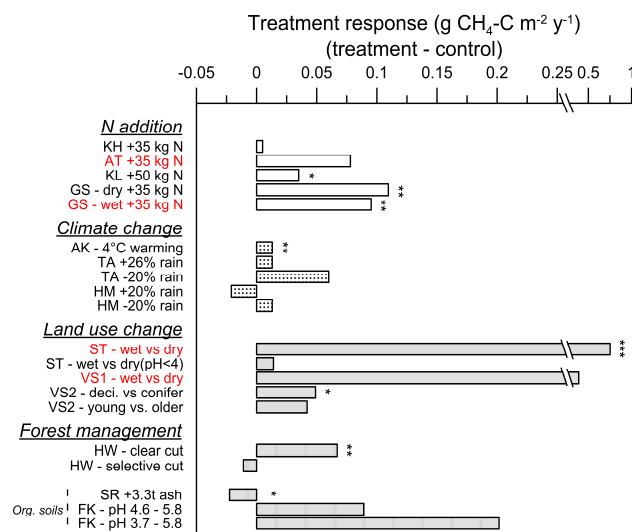 Treatment response (g CH₄-C m⁻² y⁻¹)
(treatment - control)
-0.05 0 0.05 0.1 0.15 0.2 0.25 0.5 1
N addition
KH +35 kg N
AT +35 kg N
KL +50 kg N *
GS - dry +35 kg N **
GS - wet +35 kg N **
Climate change
AK - 4°C warming **
TA +26% rain
TA -20% rain
HM +20% rain
HM -20% rain
Land use change
ST - wet vs dry ***
ST - wet vs dry(pH<4)
VS1 - wet vs dry
VS2 - deci. vs conifer *
VS2 - young vs. older
Forest management
HW - clear cut **
HW - selective cut
SR +3.3t ash *
Org. soils FK - pH 4.6 - 5.8
FK - pH 3.7 - 5.8